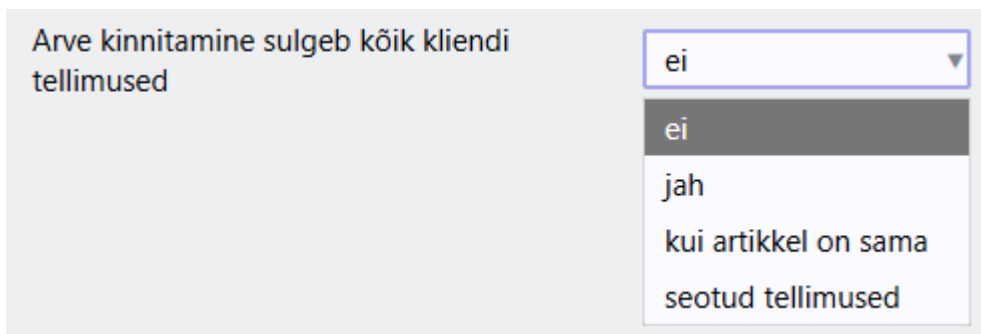 Arve kinnitamine sulgeb kõik kliendi
tellimused
ei
ei
jah
kui artikkel on sama
seotud tellimused